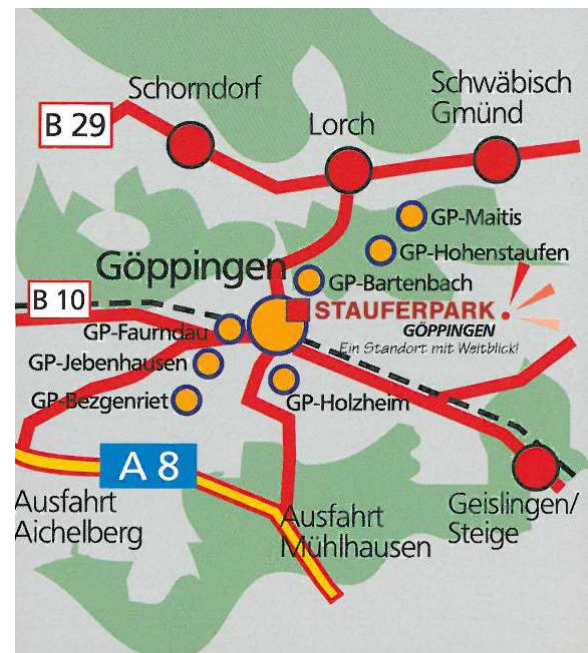 Schorndorf
Schwäbisch
Gmünd
B 29
Lorch
GP-Maitis
GP-Hohenstaufen
Göppingen
GP-Bartenbach
B 10
STAUFERPARK
GÖPPINGEN
Ein Standort mit Weitblick!
GP-Faurndau
GP-Jebenhausen
GP-Bezgenriet
GP-Holzheim
A 8
Ausfahrt
Aichelberg
Ausfahrt
Mühlhausen
Geislingen/
Steige